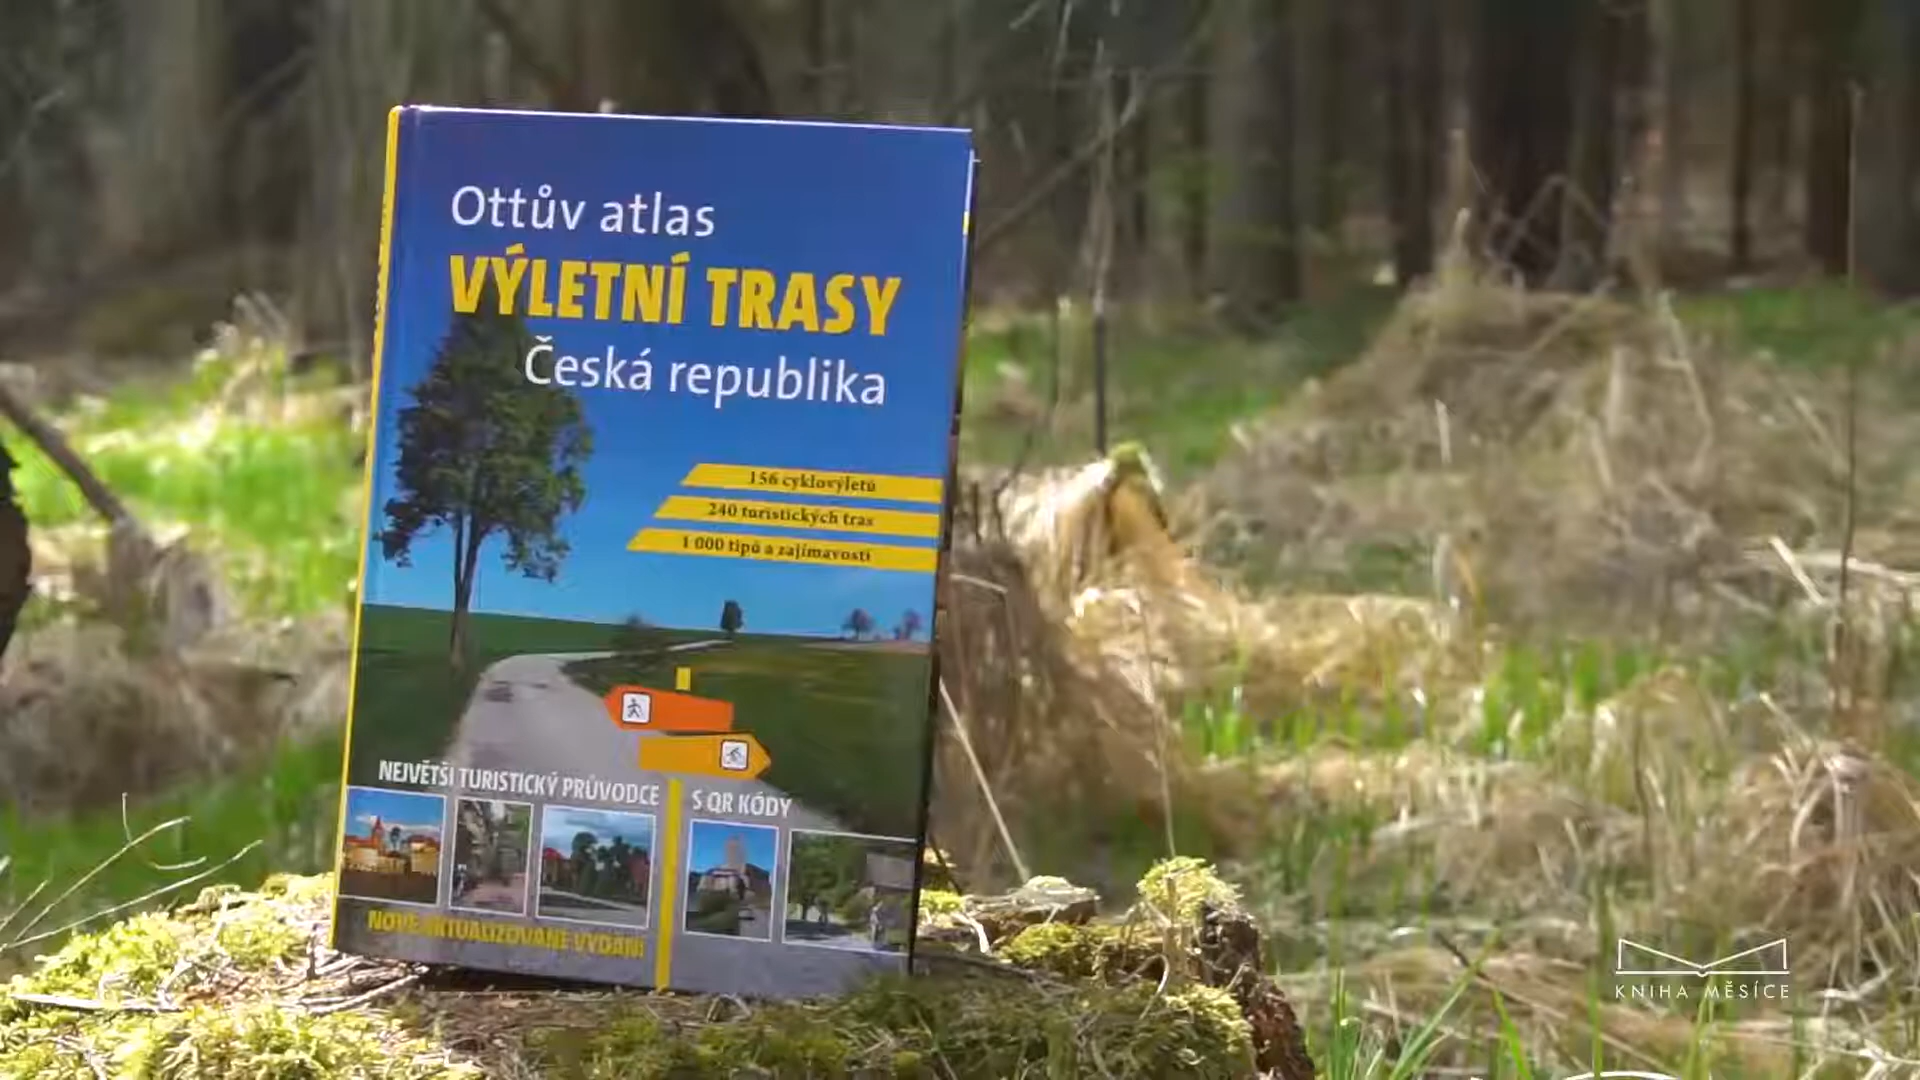 Ottův atlas
VÝLETNÍ TRASY
Česká republika
156 cyklovýletů
240 turistických tras
1 000 tipů a zajímavostí
NEJVĚTŠÍ TURISTICKÝ PRŮVODCE S QR KÓDY
NOVĚ AKTUALIZOVANÉ VYDÁNÍ
KNIHA MĚSÍCE